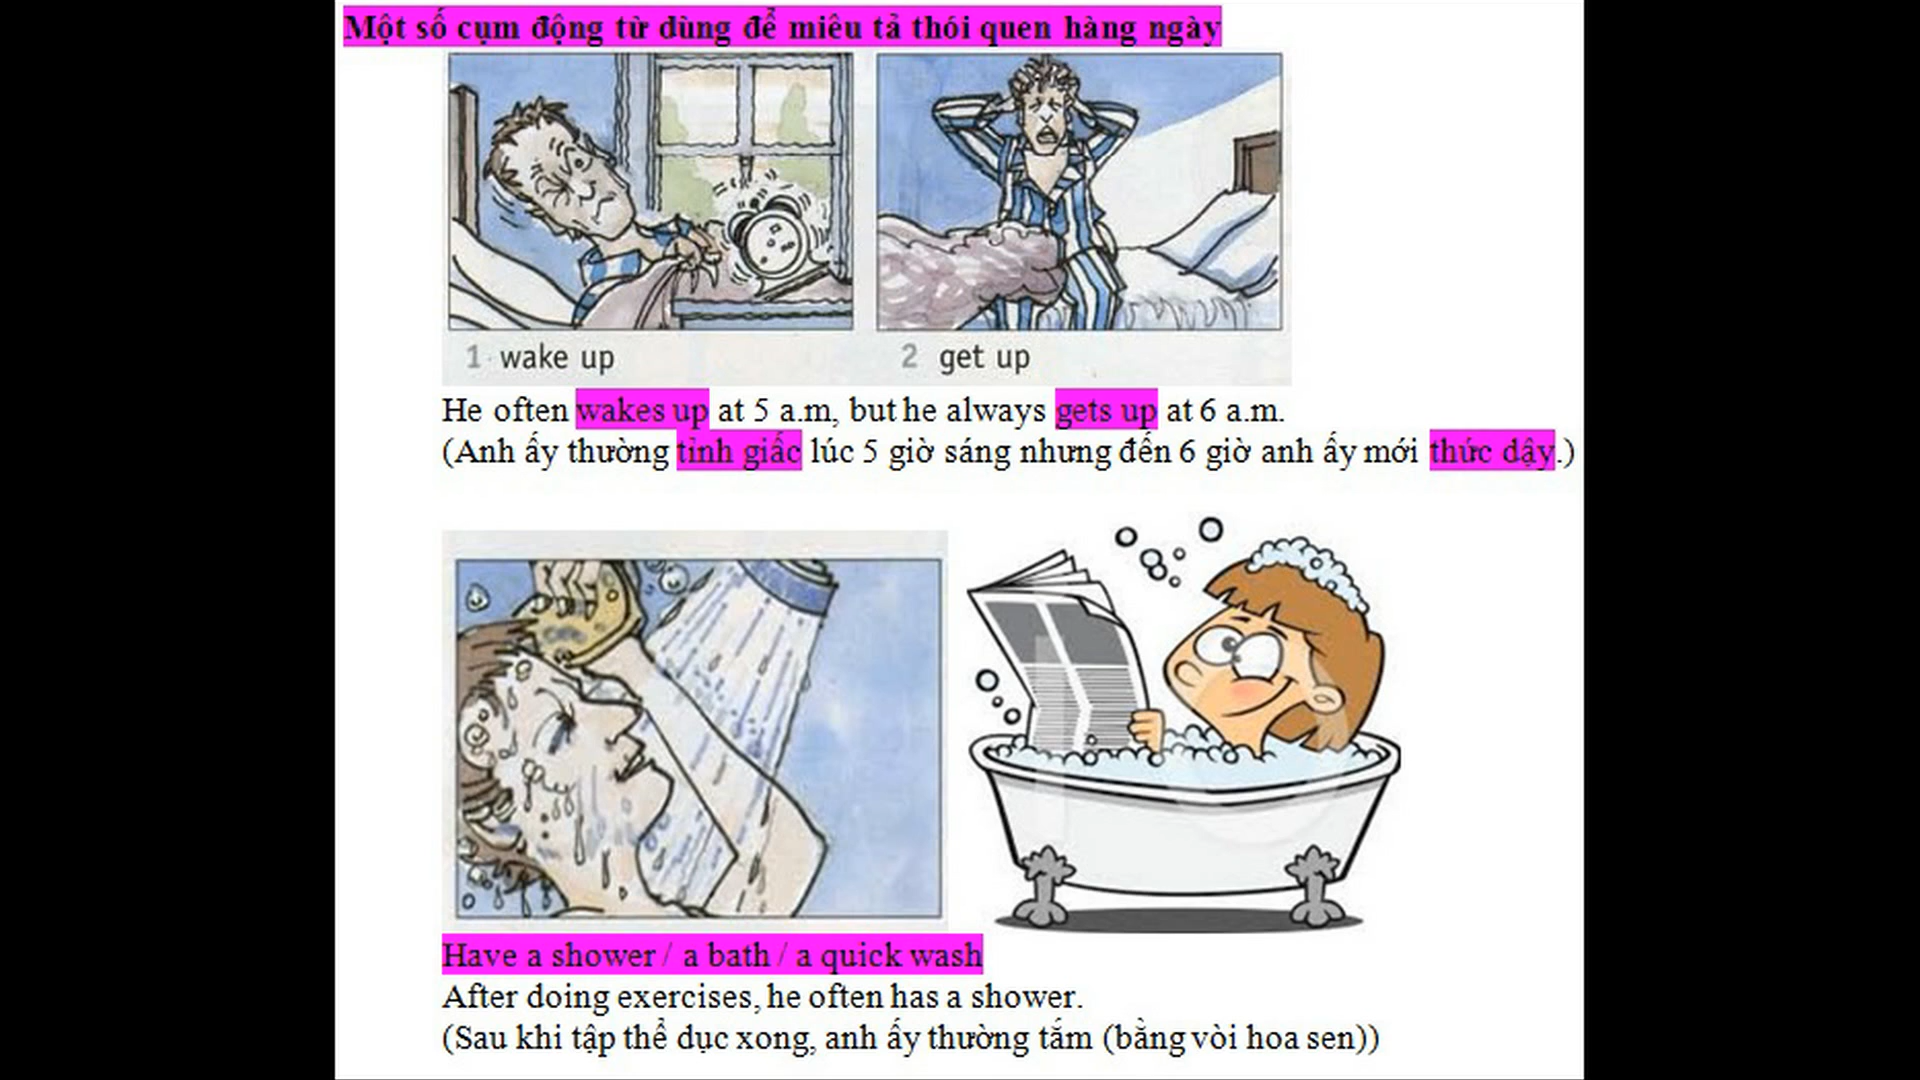 Một số cụm động từ dùng để miêu tả thói quen hàng ngày
1 wake up
2 get up
He often wakes up at 5 a.m, but he always gets up at 6 a.m.
(Anh ấy thường tỉnh giấc lúc 5 giờ sáng nhưng đến 6 giờ anh ấy mới thức dậy.)
Have a shower / a bath / a quick wash
After doing exercises, he often has a shower.
(Sau khi tập thể dục xong, anh ấy thường tắm (bằng vòi hoa sen))